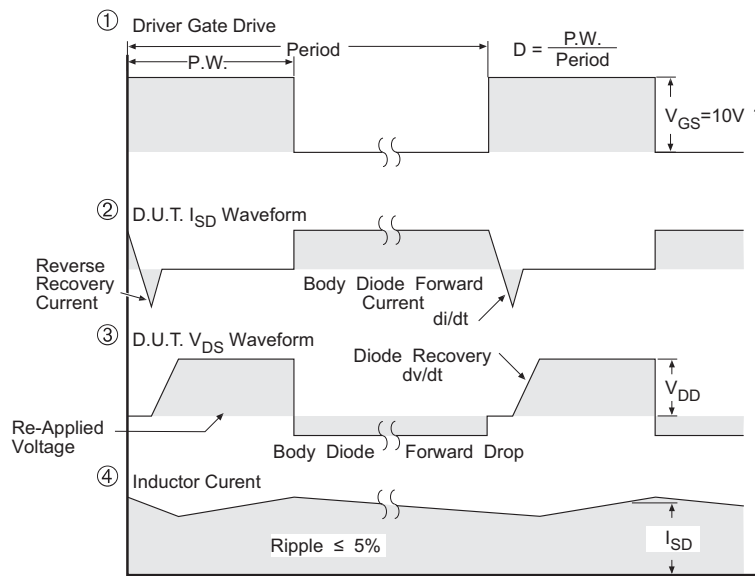 ① Driver Gate Drive
P.W.
Period
D = P.W.
Period
VGS=10V
② D.U.T. ISD Waveform
Reverse
Recovery
Current
Body Diode Forward
Current
di/dt
③ D.U.T. VDS Waveform
Diode Recovery
dv/dt
VDD
Re-Applied
Voltage
Body Diode Forward Drop
④ Inductor Curent
Ripple ≤ 5%
ISD